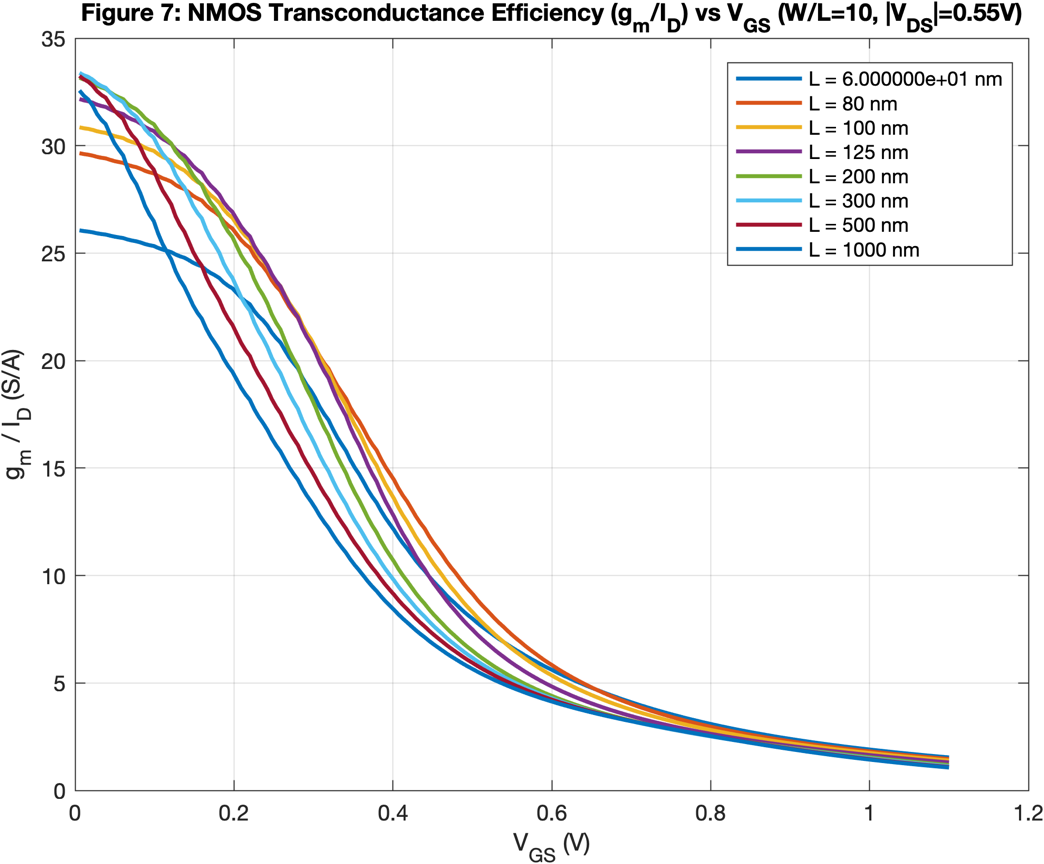 Figure 7: NMOS Transconductance Efficiency (gm/ID) vs VGS (W/L=10, |VDS|=0.55V)
35
30
25
20
15
10
5
0
gm / ID (S/A)
L = 6.000000e+01 nm
L = 80 nm
L = 100 nm
L = 125 nm
L = 200 nm
L = 300 nm
L = 500 nm
L = 1000 nm
0 0.2 0.4 0.6 0.8 1 1.2
VGS (V)